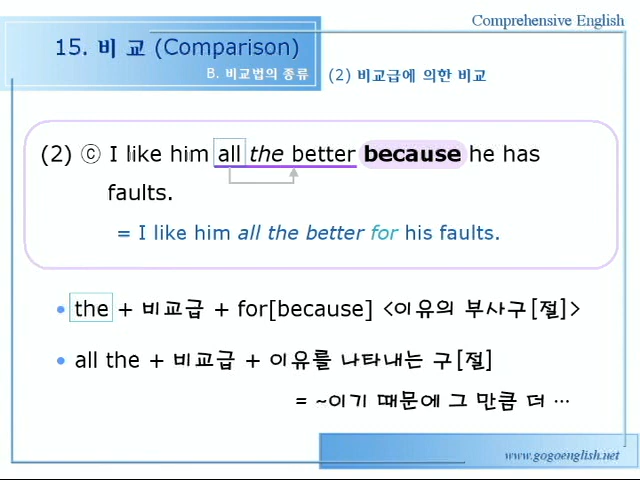 Comprehensive English
15. 비 교 (Comparison)
B. 비교법의 종류
(2) 비교급에 의한 비교
(2) ⓒ I like him all the better because he has
faults.
= I like him all the better for his faults.
• the + 비교급 + for[because] <이유의 부사구[절]>
• all the + 비교급 + 이유를 나타내는 구[절]
= ~이기 때문에 그 만큼 더 …
www.gogoenglish.net